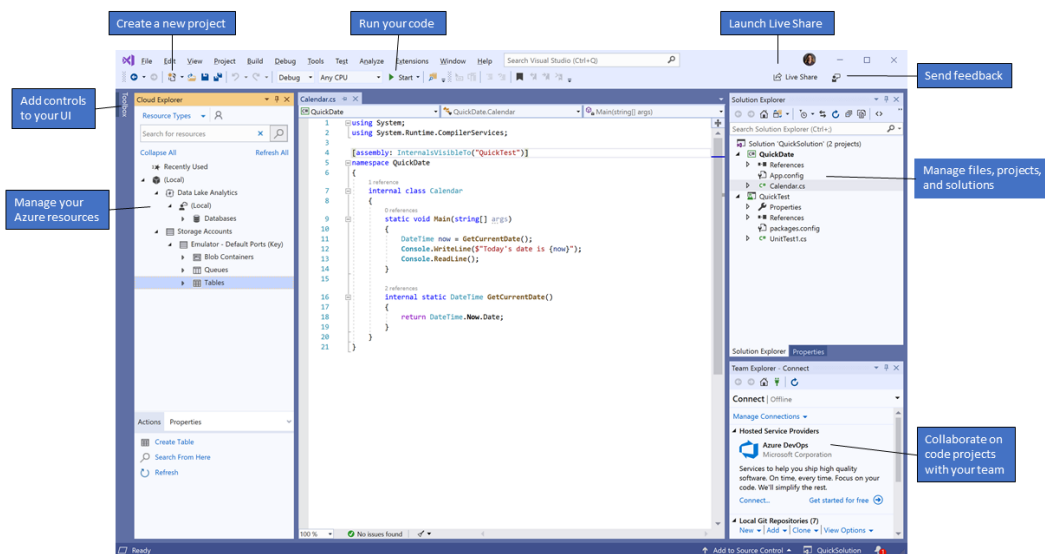 Create a new project
Run your code
Launch Live Share
File Edit View Project Build Debug Tools Test Analyze Extensions Window Help Search Visual Studio (Ctrl+Q)
Debug Any CPU Start Live Share
Send feedback
Add controls
to your UI
Toolbox
Cloud Explorer
Resource Types
Search for resources
Collapse All Refresh All
Recently Used
(Local)
Data Lake Analytics
(Local)
Databases
Storage Accounts
Emulator - Default Ports (Key)
Blob Containers
Queues
Tables
Manage your
Azure resources
Actions Properties
Create Table
Search From Here
Refresh
Calendar.cs
QuickDate QuickDate.Calendar Main(string[] args)
1 using System;
2 using System.Runtime.CompilerServices;
3
4 [assembly: InternalsVisibleTo("QuickTest")]
5 namespace QuickDate
6 {
1 reference
7 internal class Calendar
8 {
0 references
9 static void Main(string[] args)
10 {
11 DateTime now = GetCurrentDate();
12 Console.WriteLine($"Today's date is {now}");
13 Console.ReadLine();
14 }
15
2 references
16 internal static DateTime GetCurrentDate()
17 {
18 return DateTime.Now.Date;
19 }
20 }
21 }
100 % No issues found
Solution Explorer
Search Solution Explorer (Ctrl+;)
Solution 'QuickSolution' (2 projects)
QuickDate
References
App.config
C# Calendar.cs
QuickTest
Properties
References
packages.config
C# UnitTest1.cs
Solution Explorer Properties
Manage files, projects,
and solutions
Team Explorer - Connect
Connect | Offline
Manage Connections
Hosted Service Providers
Azure DevOps
Microsoft Corporation
Services to help you ship high quality
software. On time, every time. Focus on your
code. We'll simplify the rest.
Connect... Get started for free
Local Git Repositories (7)
New Add Clone View Options
Collaborate on
code projects
with your team
Ready Add to Source Control QuickSolution